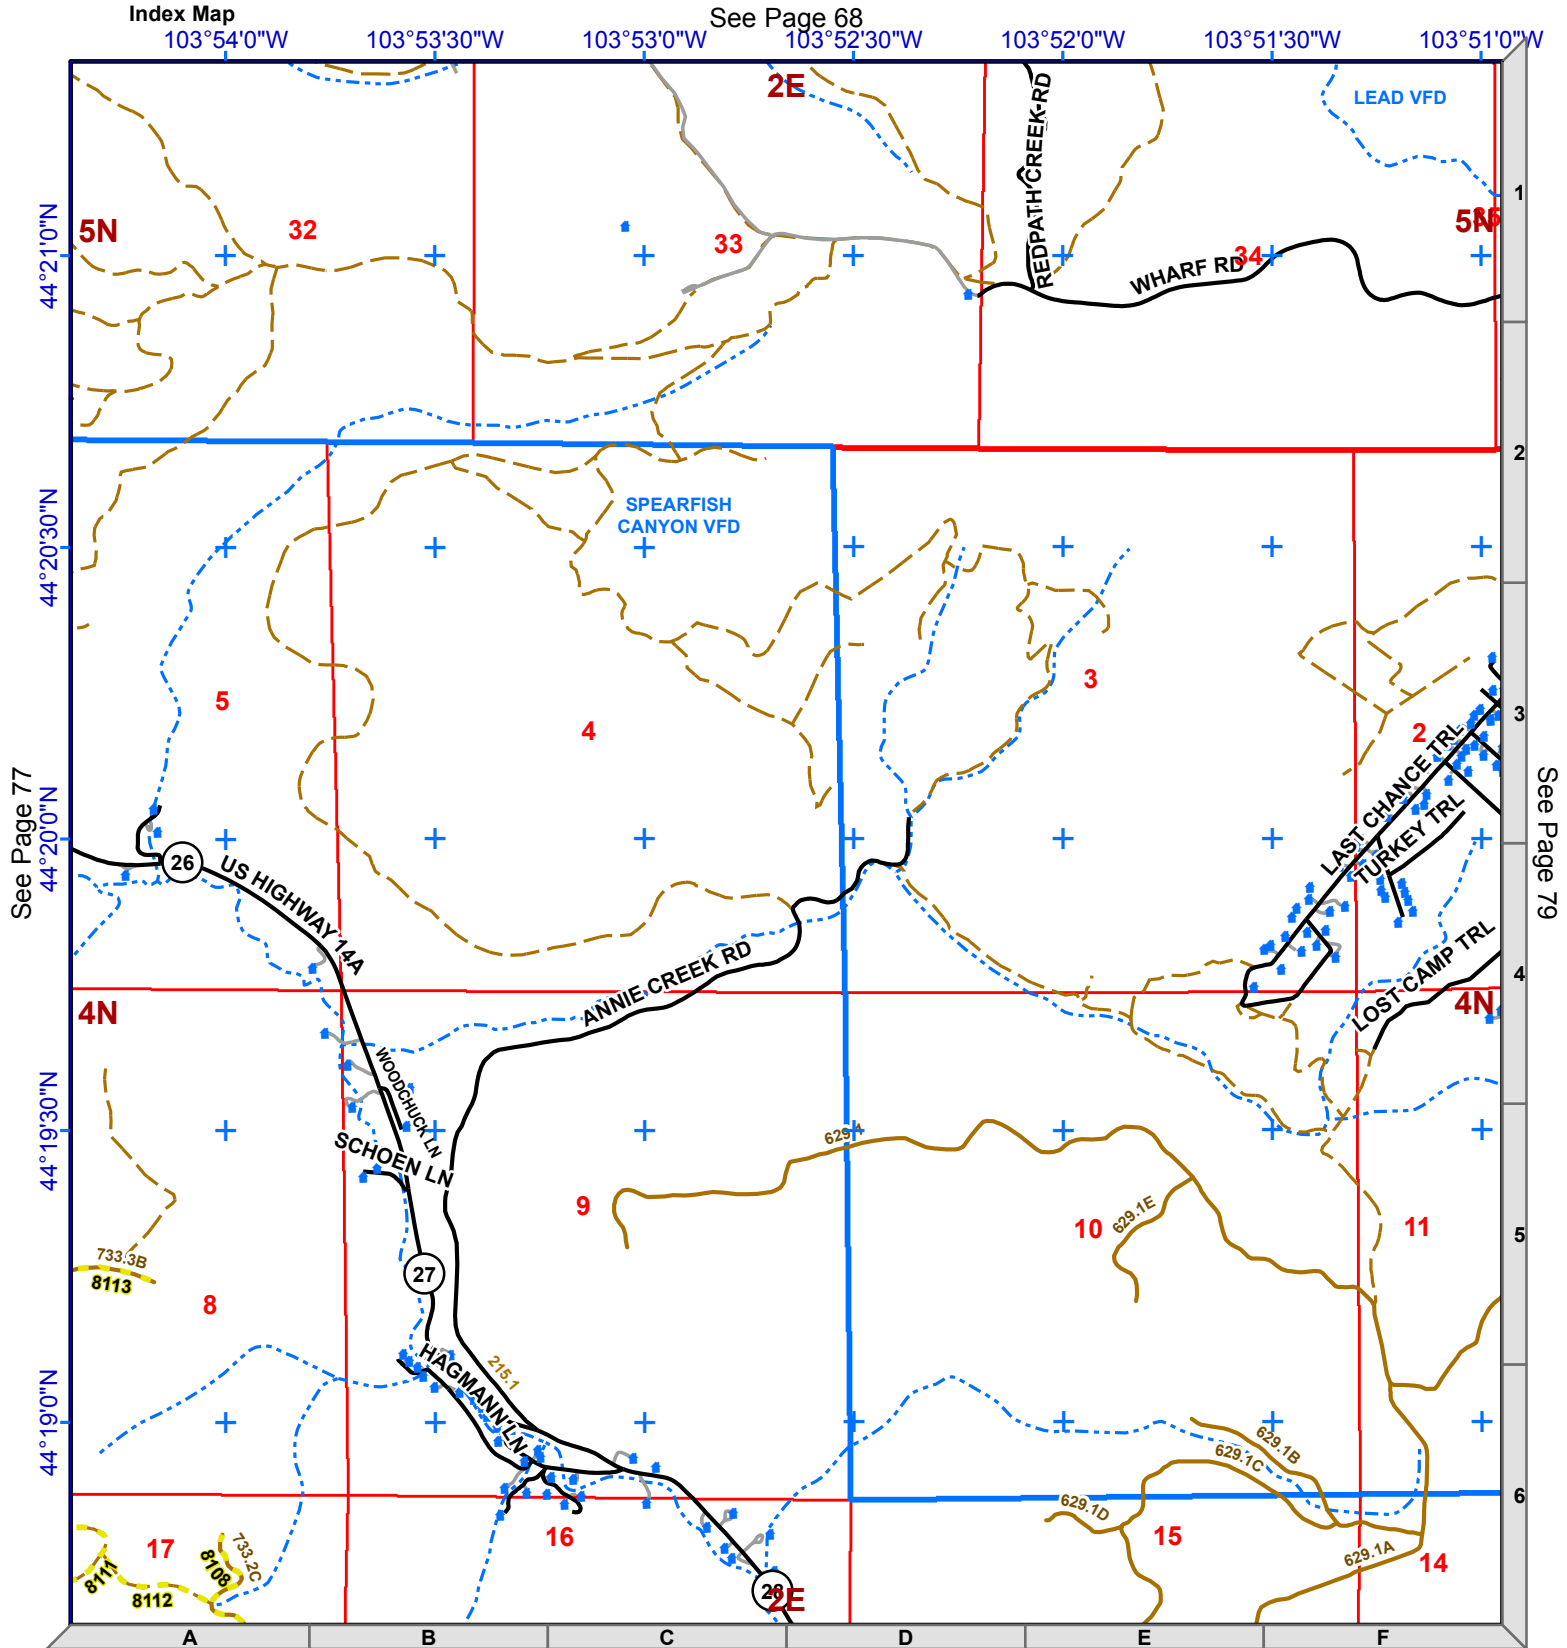 Index Map
See Page 68
103°54'0"W
103°53'30"W
103°53'0"W
103°52'30"W
103°52'0"W
103°51'30"W
103°51'0"W
2E
REDPATH CREEK RD
LEAD VFD
1
44°21'0"N
5N
32
33
34
35
5N
WHARF RD
2
44°20'30"N
SPEARFISH
CANYON VFD
5
4
3
2
3
See Page 77
See Page 79
LAST CHANCE TRL
TURKEY TRL
44°20'0"N
26
US HIGHWAY 14A
ANNIE CREEK RD
LOST CAMP TRL
4
4N
4N
WOODCHUCK LN
44°19'30"N
SCHOEN LN
629.1
9
629.1E
10
11
5
733.3B
8113
8
27
HAGMANN LN
215.1
44°19'0"N
629.1B
629.1C
6
629.1D
16
15
17
733.2C
8108
8111
8112
629.1A
14
28
2E
A
B
C
D
E
F